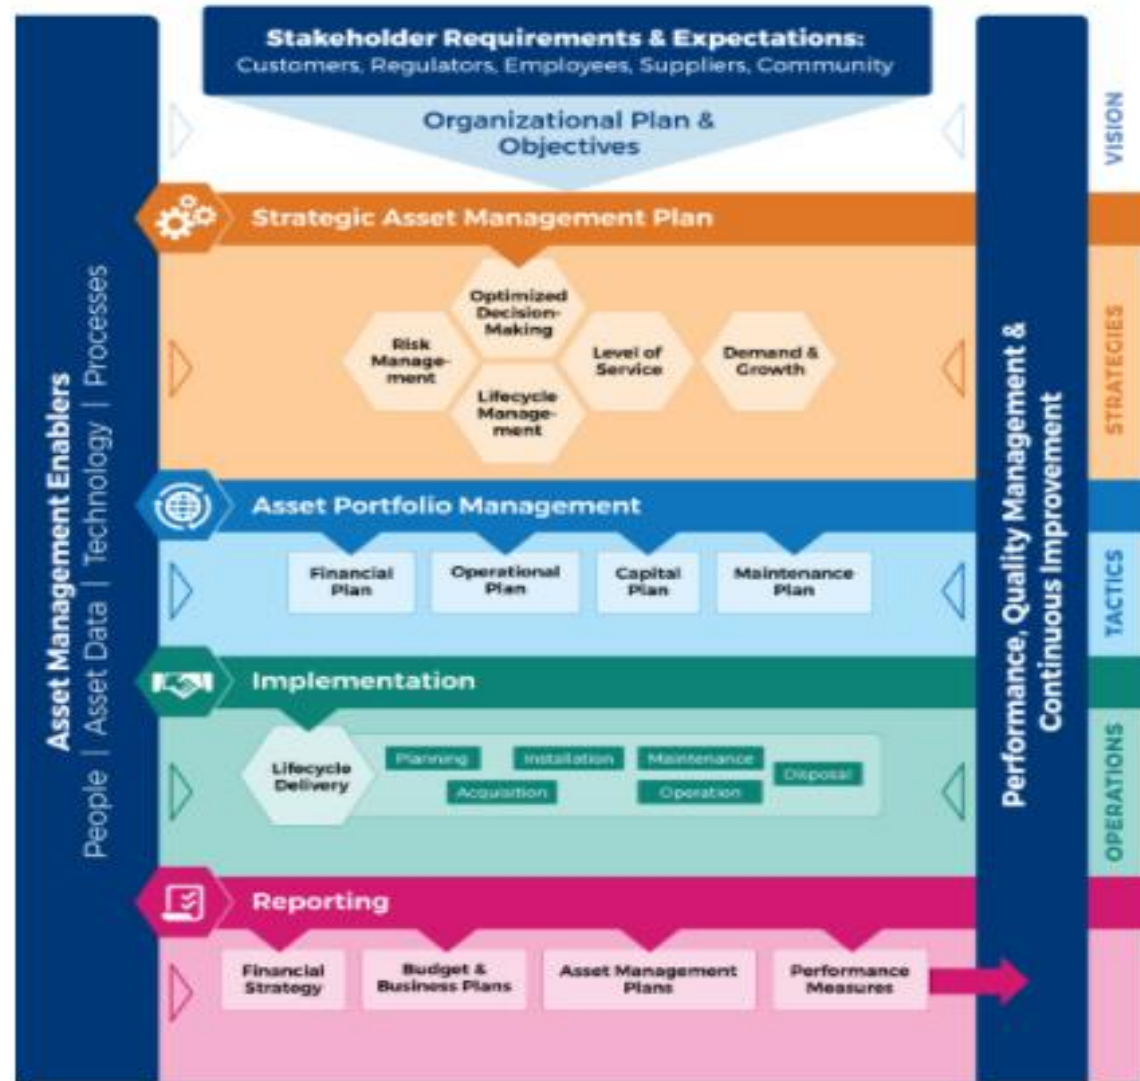 Stakeholder Requirements & Expectations:
Customers, Regulators, Employees, Suppliers, Community
Organizational Plan &
Objectives
VISION
Strategic Asset Management Plan
Optimized
Decision-
Making
Risk
Manage-
ment
Level of
Service
Demand &
Growth
Lifecycle
Manage-
ment
STRATEGIES
Asset Portfolio Management
Financial
Plan
Operational
Plan
Capital
Plan
Maintenance
Plan
TACTICS
Implementation
Lifecycle
Delivery
Planning
Installation
Maintenance
Disposal
Acquisition
Operation
OPERATIONS
Reporting
Financial
Strategy
Budget &
Business Plans
Asset Management
Plans
Performance
Measures
Asset Management Enablers
People | Asset Data | Technology | Processes
Performance, Quality Management &
Continuous Improvement